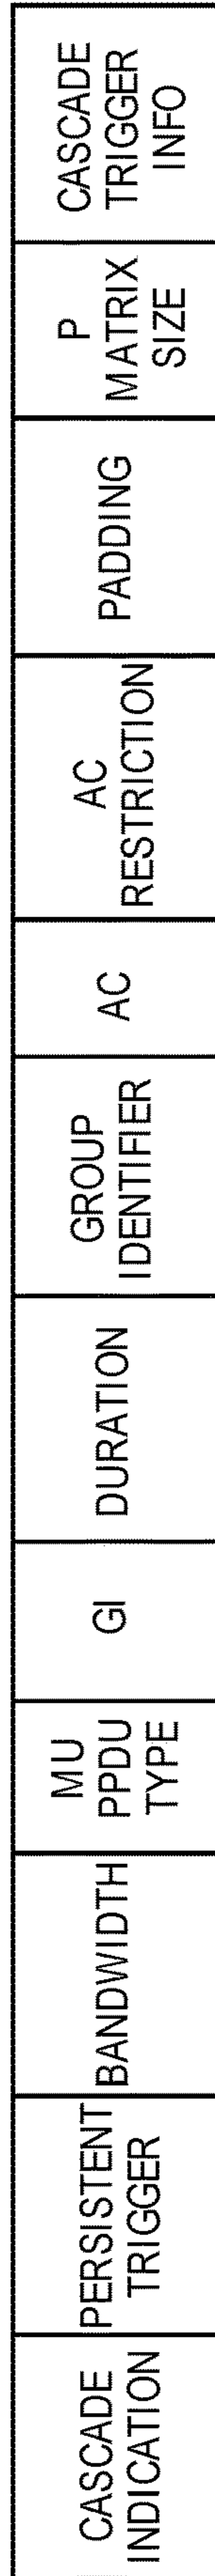 CASCADE
INDICATION
PERSISTENT
TRIGGER
BANDWIDTH
MU
PPDU
TYPE
GI
DURATION
GROUP
IDENTIFIER
AC
AC
RESTRICTION
PADDING
P
MATRIX
SIZE
CASCADE
TRIGGER
INFO